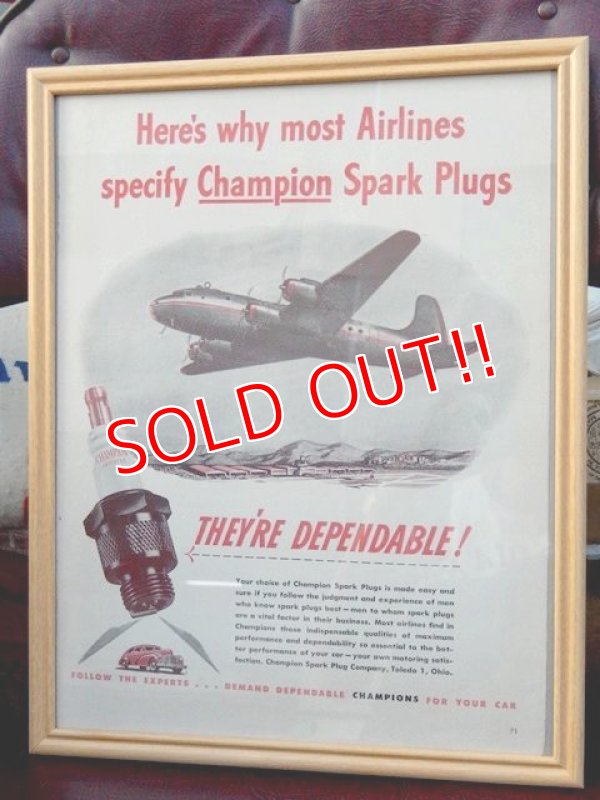 Here's why most Airlines
specify Champion Spark Plugs
SOLD OUT!!
CHAMPION
THEY'RE DEPENDABLE!
Your choice of Champion Spark Plugs is made easy and
sure if you follow the judgment and experience of men
who know spark plugs best—men to whom spark plugs
are a vital factor in their business. Most airlines find in
Champions those indispensable qualities of maximum
performance and dependability so essential to the bet-
ter performance of your car—your own motoring satis-
faction. Champion Spark Plug Company, Toledo 1, Ohio.
FOLLOW THE EXPERTS . . . DEMAND DEPENDABLE CHAMPIONS FOR YOUR CAR
71